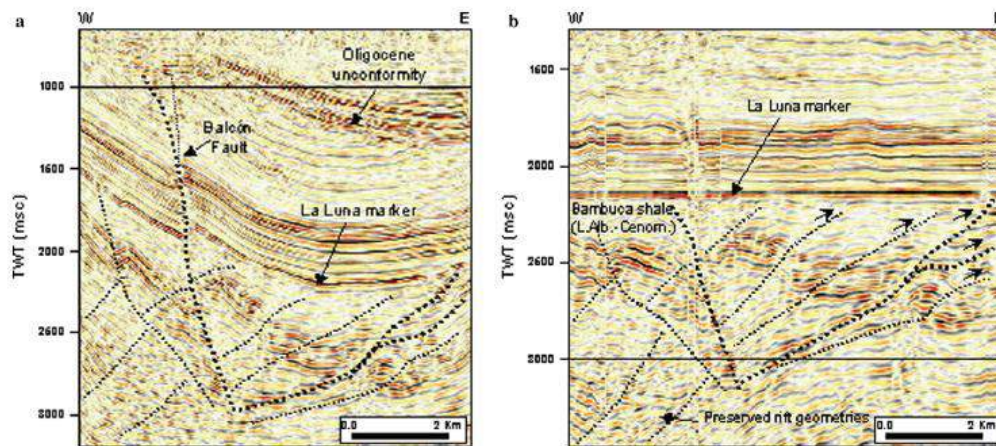 a
W
E
Oligocene
unconformity
Balcón
Fault
La Luna marker
TWT (msc)
1000
1600
2000
2600
3000
0.0
2 Km
b
W
La Luna marker
Bambuca shale
(L.Alb.- Cenom.)
TWT (msc)
1600
2000
2600
3000
Preserved rift geometries
0.0
2 Km